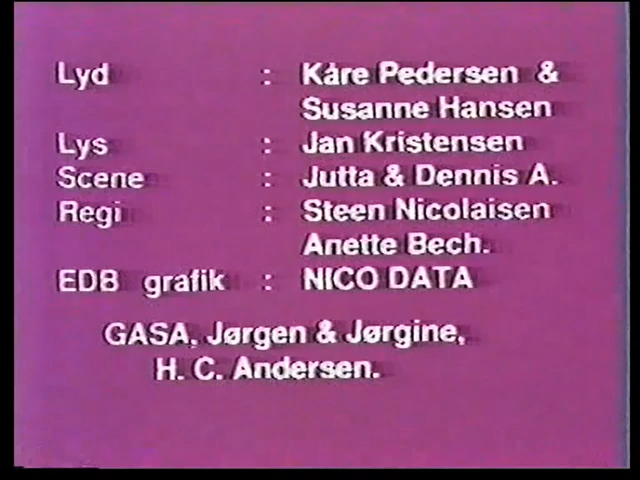 Lyd : Kåre Pedersen &
Susanne Hansen
Lys : Jan Kristensen
Scene : Jutta & Dennis A.
Regi : Steen Nicolaisen
Anette Bech.
EDB grafik : NICO DATA
GASA, Jørgen & Jørgine,
H. C. Andersen.